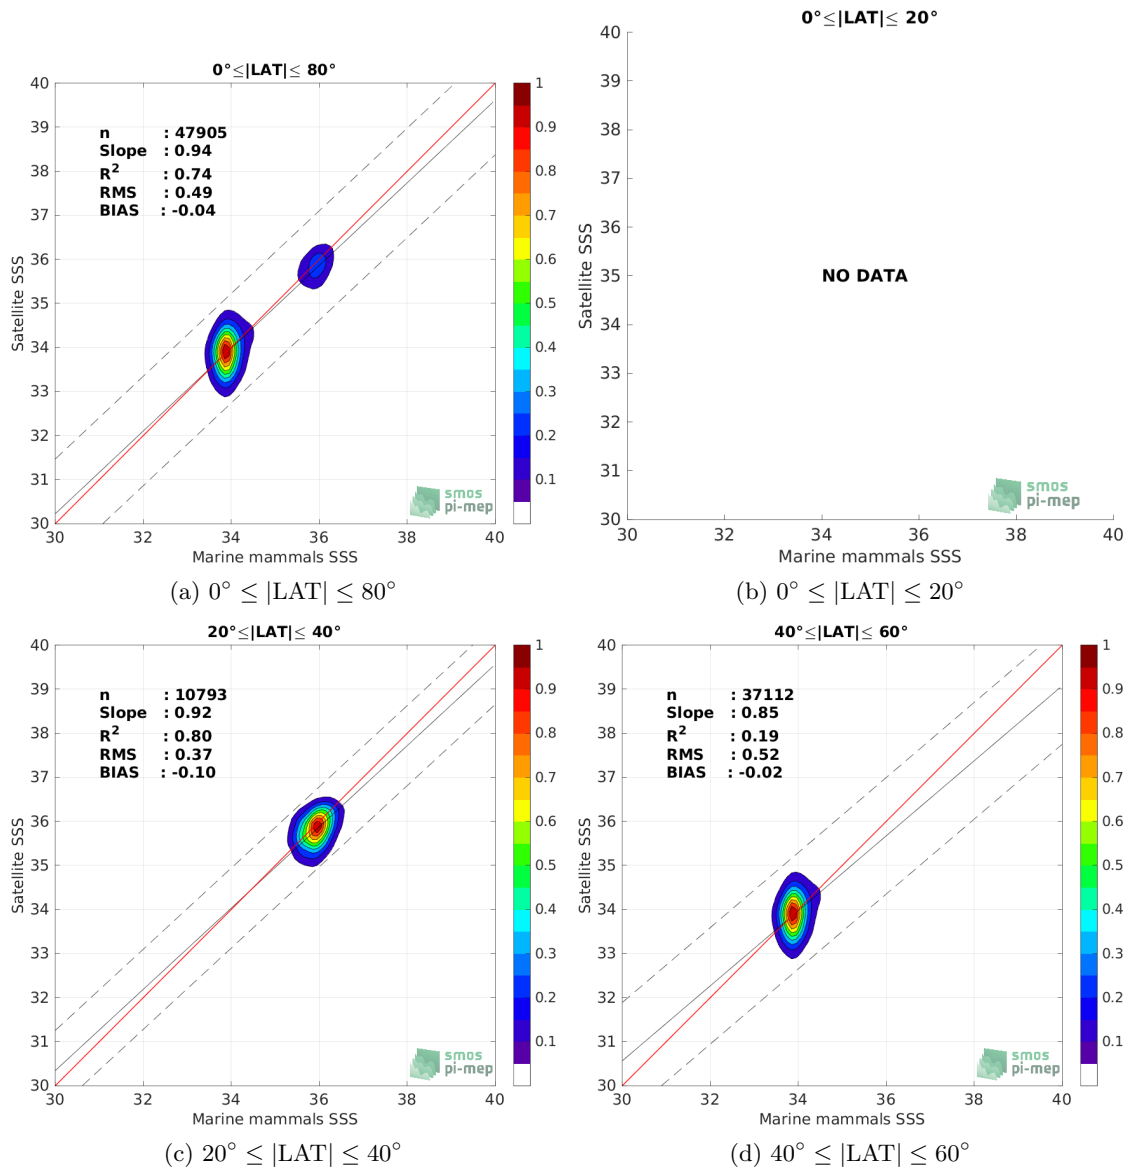 0°≤|LAT|≤ 80°
40
39
38
37
36
35
34
33
32
31
30
Satellite SSS
n : 47905
Slope : 0.94
R² : 0.74
RMS : 0.49
BIAS : -0.04
smos
pi-mep
30 32 34 36 38 40
Marine mammals SSS
1
0.9
0.8
0.7
0.6
0.5
0.4
0.3
0.2
0.1
(a) 0° ≤ |LAT| ≤ 80°
0°≤|LAT|≤ 20°
40
39
38
37
36
35
34
33
32
31
30
Satellite SSS
NO DATA
smos
pi-mep
30 32 34 36 38 40
Marine mammals SSS
(b) 0° ≤ |LAT| ≤ 20°
20°≤|LAT|≤ 40°
40
39
38
37
36
35
34
33
32
31
30
Satellite SSS
n : 10793
Slope : 0.92
R² : 0.80
RMS : 0.37
BIAS : -0.10
smos
pi-mep
30 32 34 36 38 40
Marine mammals SSS
1
0.9
0.8
0.7
0.6
0.5
0.4
0.3
0.2
0.1
(c) 20° ≤ |LAT| ≤ 40°
40°≤|LAT|≤ 60°
40
39
38
37
36
35
34
33
32
31
30
Satellite SSS
n : 37112
Slope : 0.85
R² : 0.19
RMS : 0.52
BIAS : -0.02
smos
pi-mep
30 32 34 36 38 40
Marine mammals SSS
1
0.9
0.8
0.7
0.6
0.5
0.4
0.3
0.2
0.1
(d) 40° ≤ |LAT| ≤ 60°